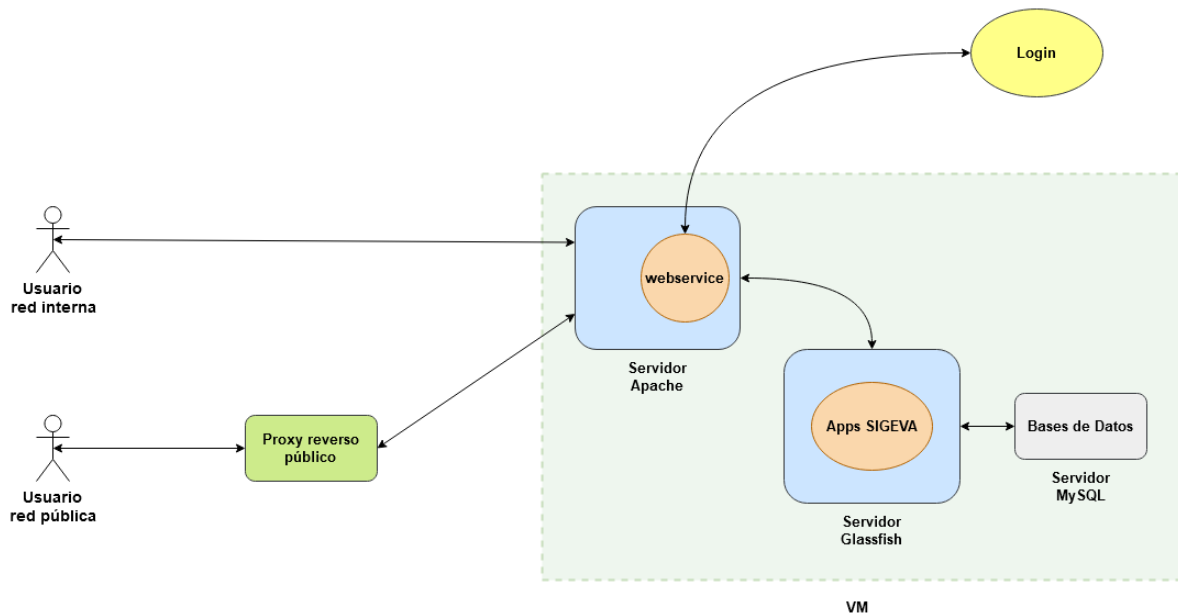 Login
Usuario
red interna
webservice
Servidor
Apache
Usuario
red pública
Proxy reverso
público
Apps SIGEVA
Servidor
Glassfish
Bases de Datos
Servidor
MySQL
VM